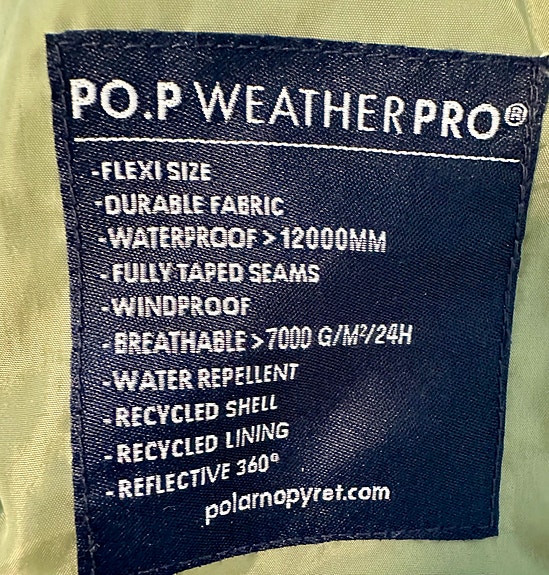 PO.P WEATHERPRO®
-FLEXI SIZE
-DURABLE FABRIC
-WATERPROOF > 12000MM
-FULLY TAPED SEAMS
-WINDPROOF
-BREATHABLE >7000 G/M²/24H
-WATER REPELLENT
-RECYCLED SHELL
-RECYCLED LINING
-REFLECTIVE 360°
polarnopyret.com